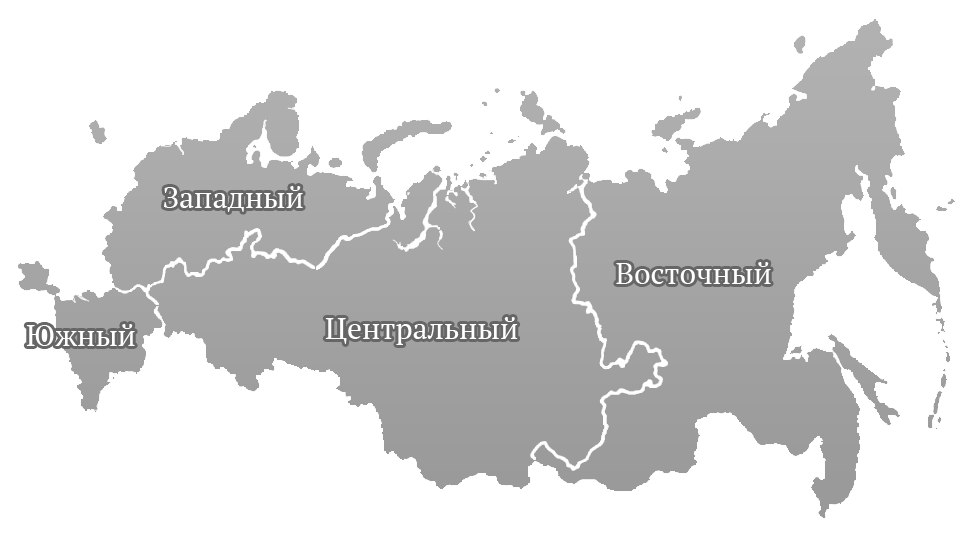 Западный
Восточный
Южный
Центральный